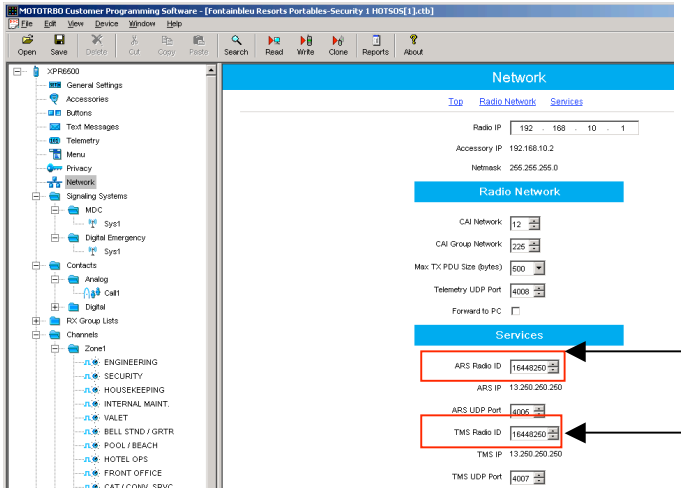 MOTOTRBO Customer Programming Software - [Fontainbleu Resorts Portables-Security 1 HOTSOS[1].ctb]
File Edit View Device Window Help
Open Save Delete Cut Copy Paste Search Read Write Clone Reports About
XPR6500
General Settings
Accessories
Buttons
Text Messages
Telemetry
Menu
Privacy
Network
Signaling Systems
MDC
Sys1
Digital Emergency
Sys1
Contacts
Analog
Call1
Digital
RX Group Lists
Channels
Zone1
ENGINEERING
SECURITY
HOUSEKEEPING
INTERNAL MAINT.
VALET
BELL STND / GRTR
POOL / BEACH
HOTEL OPS
FRONT OFFICE
CAT / CONV. SRVC
Network
Top Radio Network Services
Radio IP 192 . 168 . 10 . 1
Accessory IP 192.168.10.2
Netmask 255.255.255.0
Radio Network
CAI Network 12
CAI Group Network 225
Max TX PDU Size (bytes) 500
Telemetry UDP Port 4008
Forward to PC
Services
ARS Radio ID 16448250
ARS IP 13.250.250.250
ARS UDP Port 4005
TMS Radio ID 16448250
TMS IP 13.250.250.250
TMS UDP Port 4007